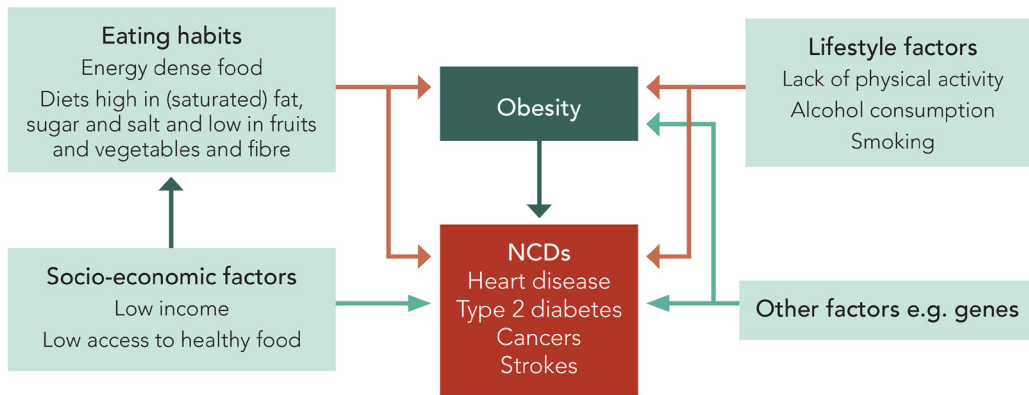 Eating habits
Energy dense food
Diets high in (saturated) fat,
sugar and salt and low in fruits
and vegetables and fibre
Obesity
Lifestyle factors
Lack of physical activity
Alcohol consumption
Smoking
Socio-economic factors
Low income
Low access to healthy food
NCDs
Heart disease
Type 2 diabetes
Cancers
Strokes
Other factors e.g. genes